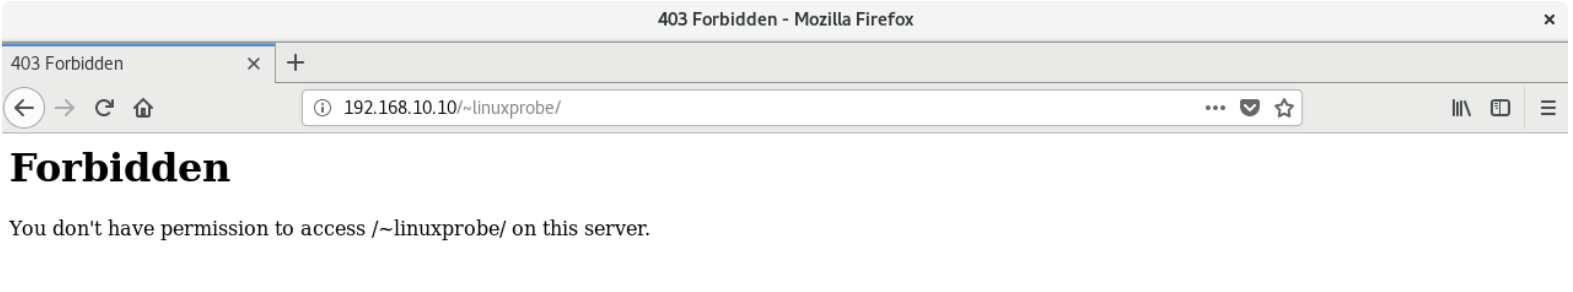 403 Forbidden - Mozilla Firefox
403 Forbidden
192.168.10.10/~linuxprobe/
Forbidden
You don't have permission to access /~linuxprobe/ on this server.